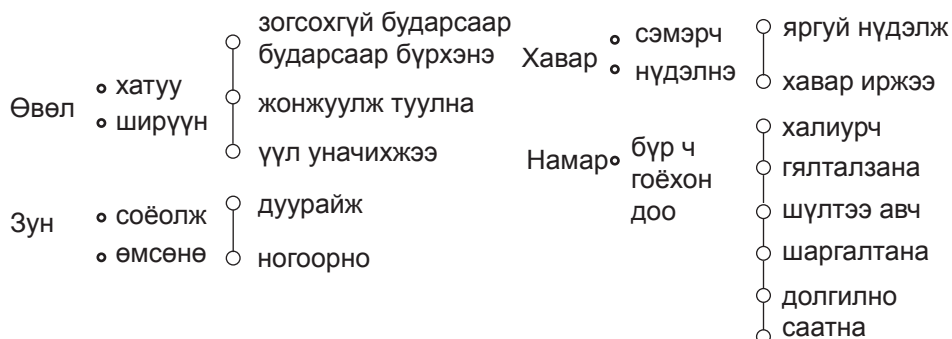 Өвөл
хатуу
ширүүн
зогсохгүй бударсаар
бударсаар бүрхэнэ
жонжуулж туулна
үүл уначихжээ
Зун
соёолж
өмсөнө
дуурайж
ногоорно
Хавар
сэмэрч
нүдэлнэ
яргуй нүдэлж
хавар иржээ
Намар
бүр ч
гоёхон
доо
халиурч
гялталзана
шүлтээ авч
шаргалтана
долгилно
саатна